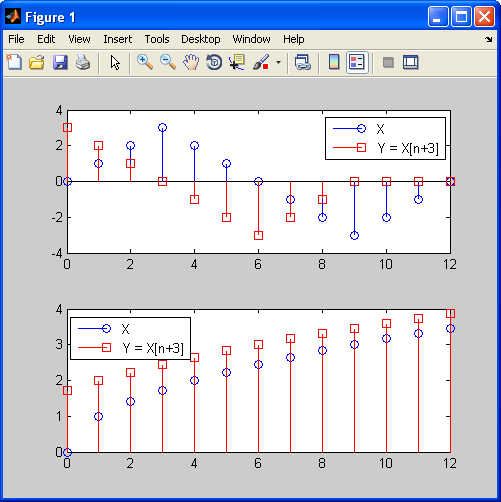 Figure 1
File Edit View Insert Tools Desktop Window Help
4
2
0
-2
-4
0 2 4 6 8 10 12
X
Y = X[n+3]
4
3
2
1
0
0 2 4 6 8 10 12
X
Y = X[n+3]